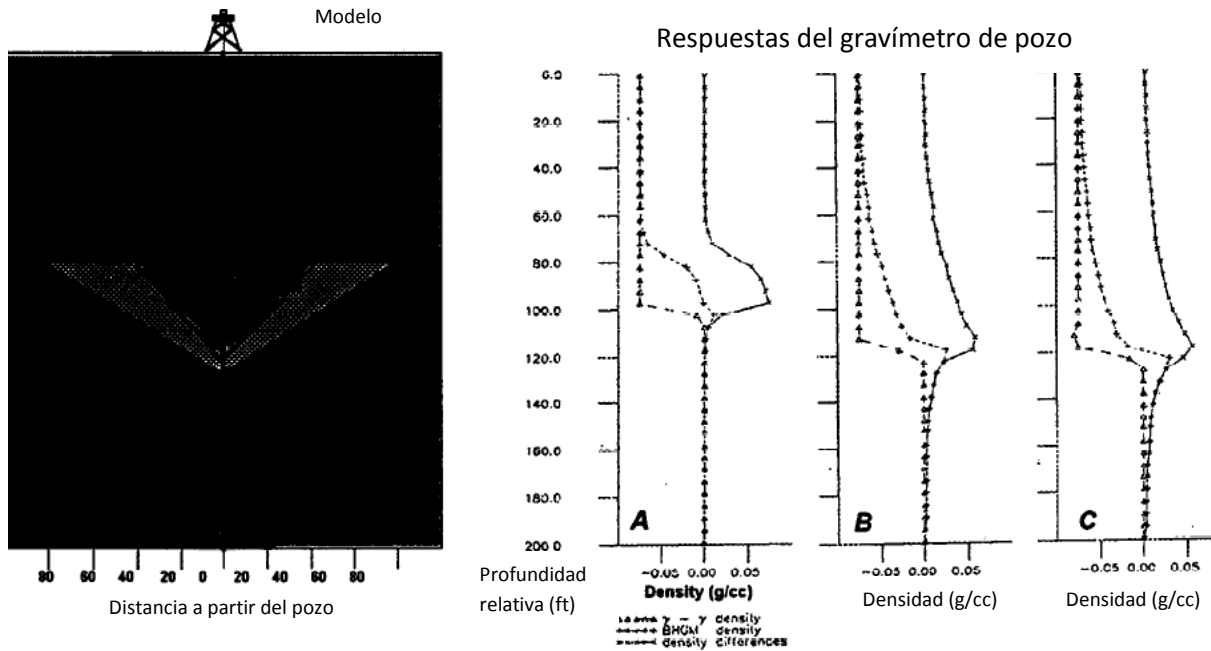 Modelo
Respuestas del gravímetro de pozo
0.0
20.0
40.0
60.0
80.0
100.0
120.0
140.0
160.0
180.0
200.0
A
B
C
80 60 40 20 0 20 40 60 80
Distancia a partir del pozo
Profundidad
relativa (ft)
-0.05 0.00 0.05
Density (g/cc)
γ - γ density
BHGM density
density differences
-0.05 0.00 0.05
Densidad (g/cc)
-0.05 0.00 0.05
Densidad (g/cc)